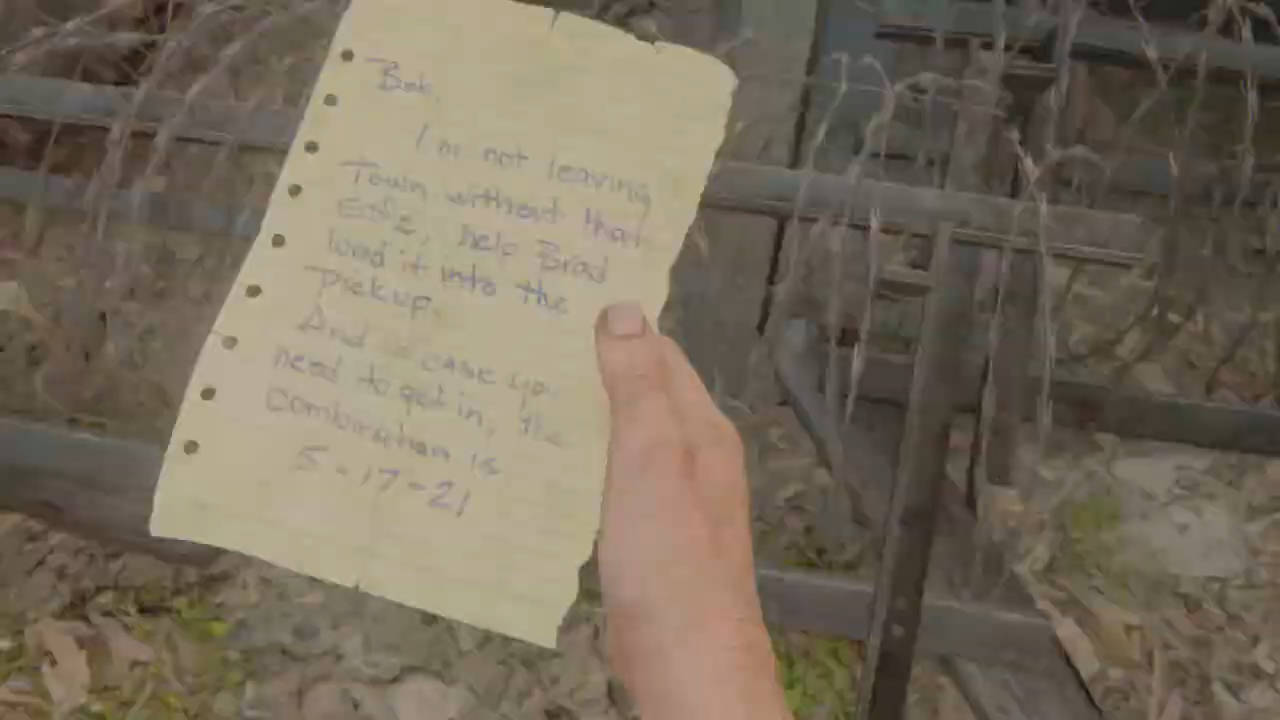 Bob,
I'm not leaving
Town without that
safe, help Brad
load it into the
Pickup.
And in case you
need to get in, the
combination is
5-17-21